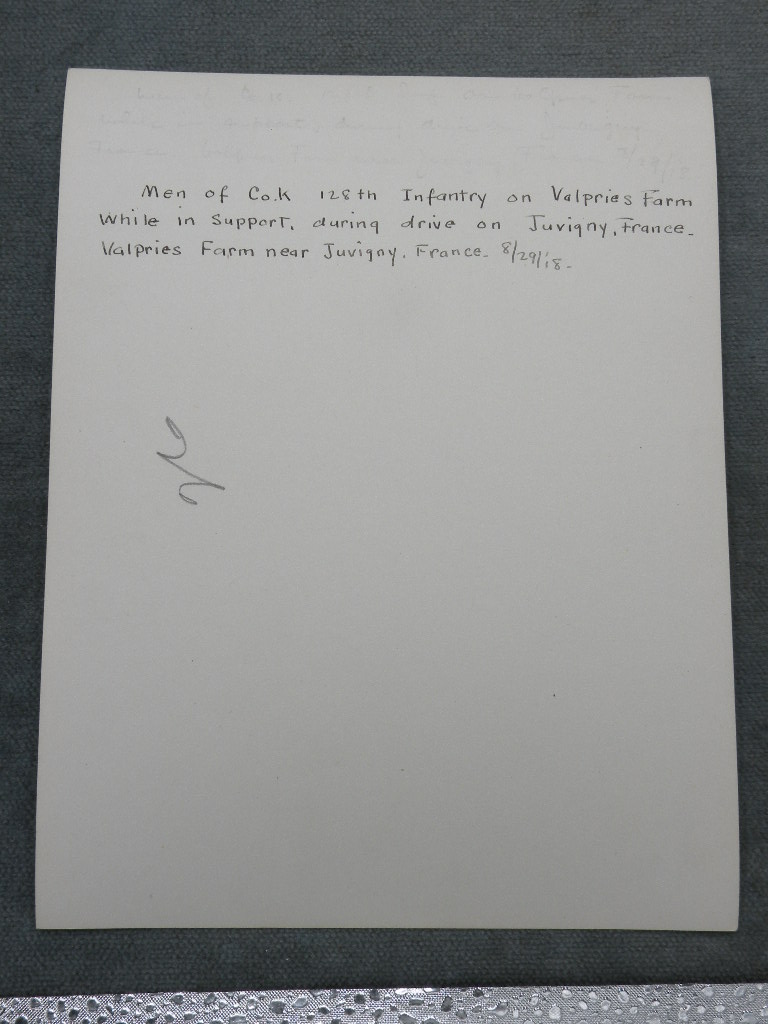 Men of Co.K 128th Infantry on Valpries Farm
While in Support, during drive on Juvigny, France.
Valpries Farm near Juvigny, France. 8/29/18.